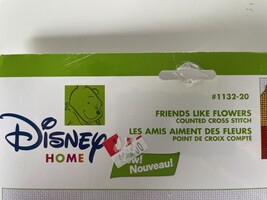 #1132-20
FRIENDS LIKE FLOWERS
COUNTED CROSS STITCH
LES AMIS AIMENT DES FLEURS
POINT DE CROIX COMPTÉ
Disney
HOME
New!
Nouveau!